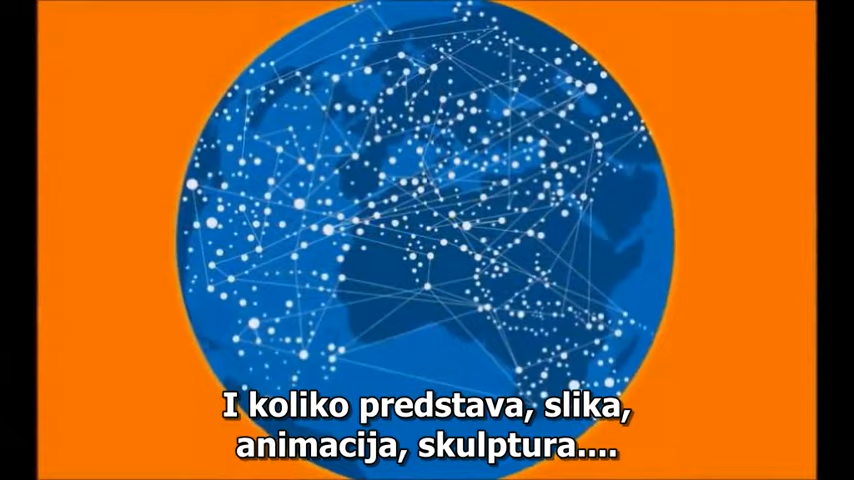 I koliko predstava, slika,
animacija, skulptura....